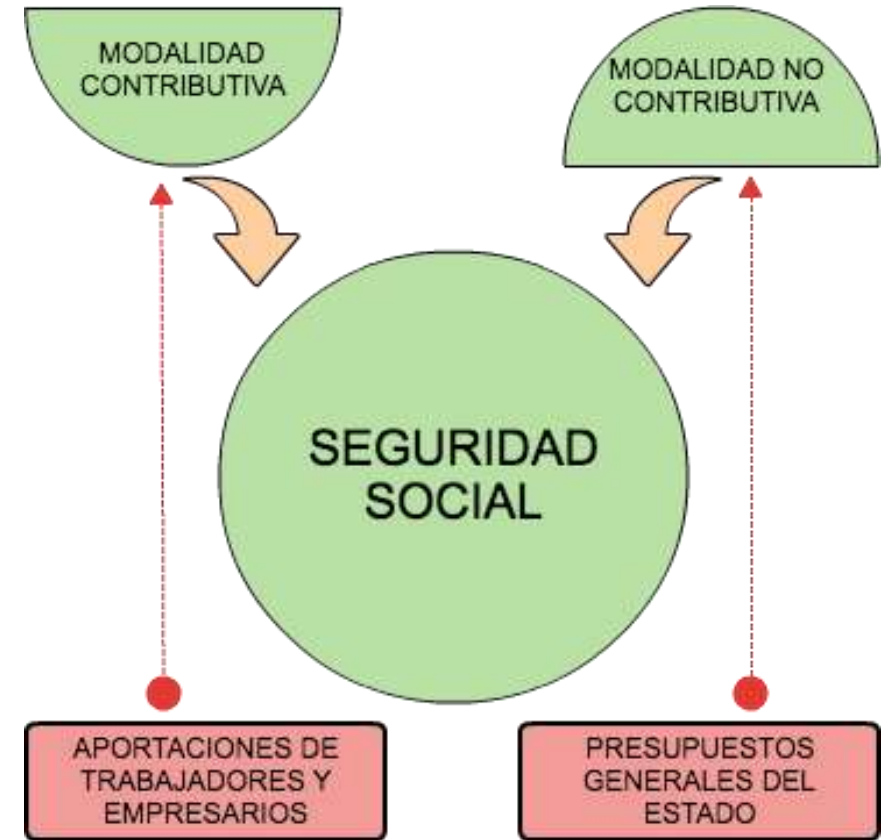 MODALIDAD
CONTRIBUTIVA
MODALIDAD NO
CONTRIBUTIVA
SEGURIDAD
SOCIAL
APORTACIONES DE
TRABAJADORES Y
EMPRESARIOS
PRESUPUESTOS
GENERALES DEL
ESTADO